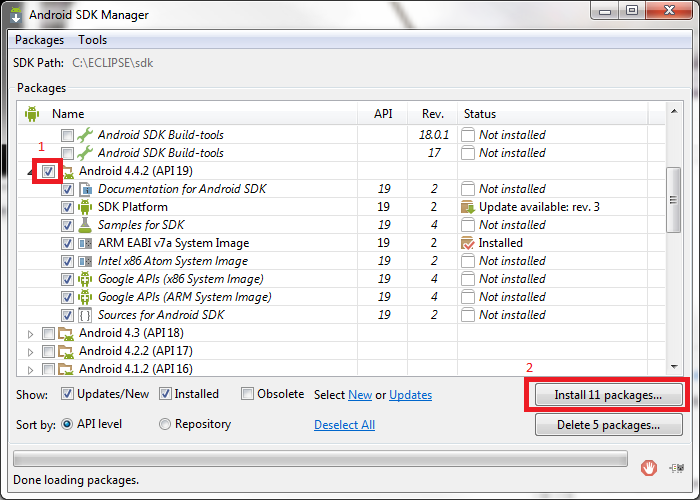 Android SDK Manager
Packages Tools
SDK Path: C:\ECLIPSE\sdk
Packages
Name API Rev. Status
Android SDK Build-tools 18.0.1 Not installed
1
Android SDK Build-tools 17 Not installed
Android 4.4.2 (API 19)
Documentation for Android SDK 19 2 Not installed
SDK Platform 19 2 Update available: rev. 3
Samples for SDK 19 4 Not installed
ARM EABI v7a System Image 19 2 Installed
Intel x86 Atom System Image 19 2 Not installed
Google APIs (x86 System Image) 19 4 Not installed
Google APIs (ARM System Image) 19 4 Not installed
Sources for Android SDK 19 2 Not installed
Android 4.3 (API 18)
Android 4.2.2 (API 17)
Android 4.1.2 (API 16)
2
Show: Updates/New Installed Obsolete Select New or Updates Install 11 packages...
Sort by: API level Repository Deselect All Delete 5 packages...
Done loading packages.